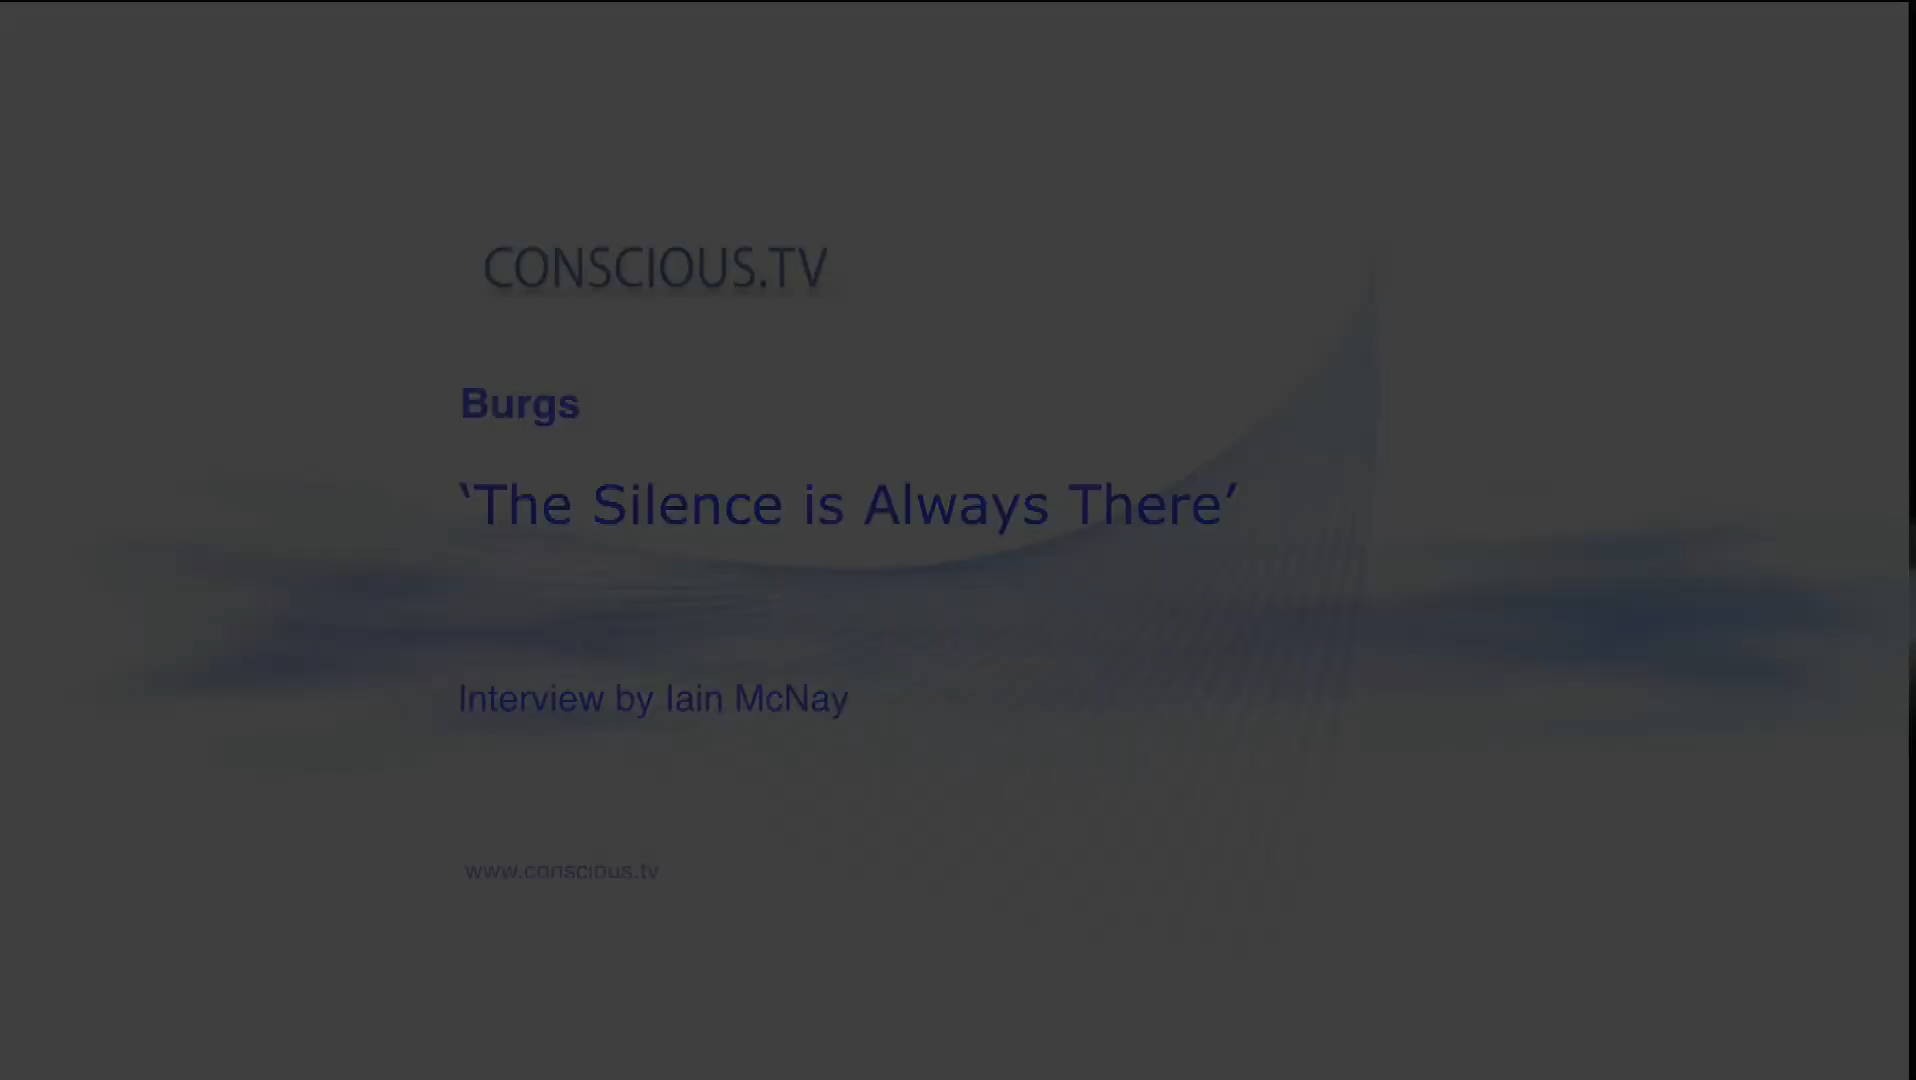 CONSCIOUS.TV
Burgs
‘The Silence is Always There’
Interview by Iain McNay
www.conscious.tv